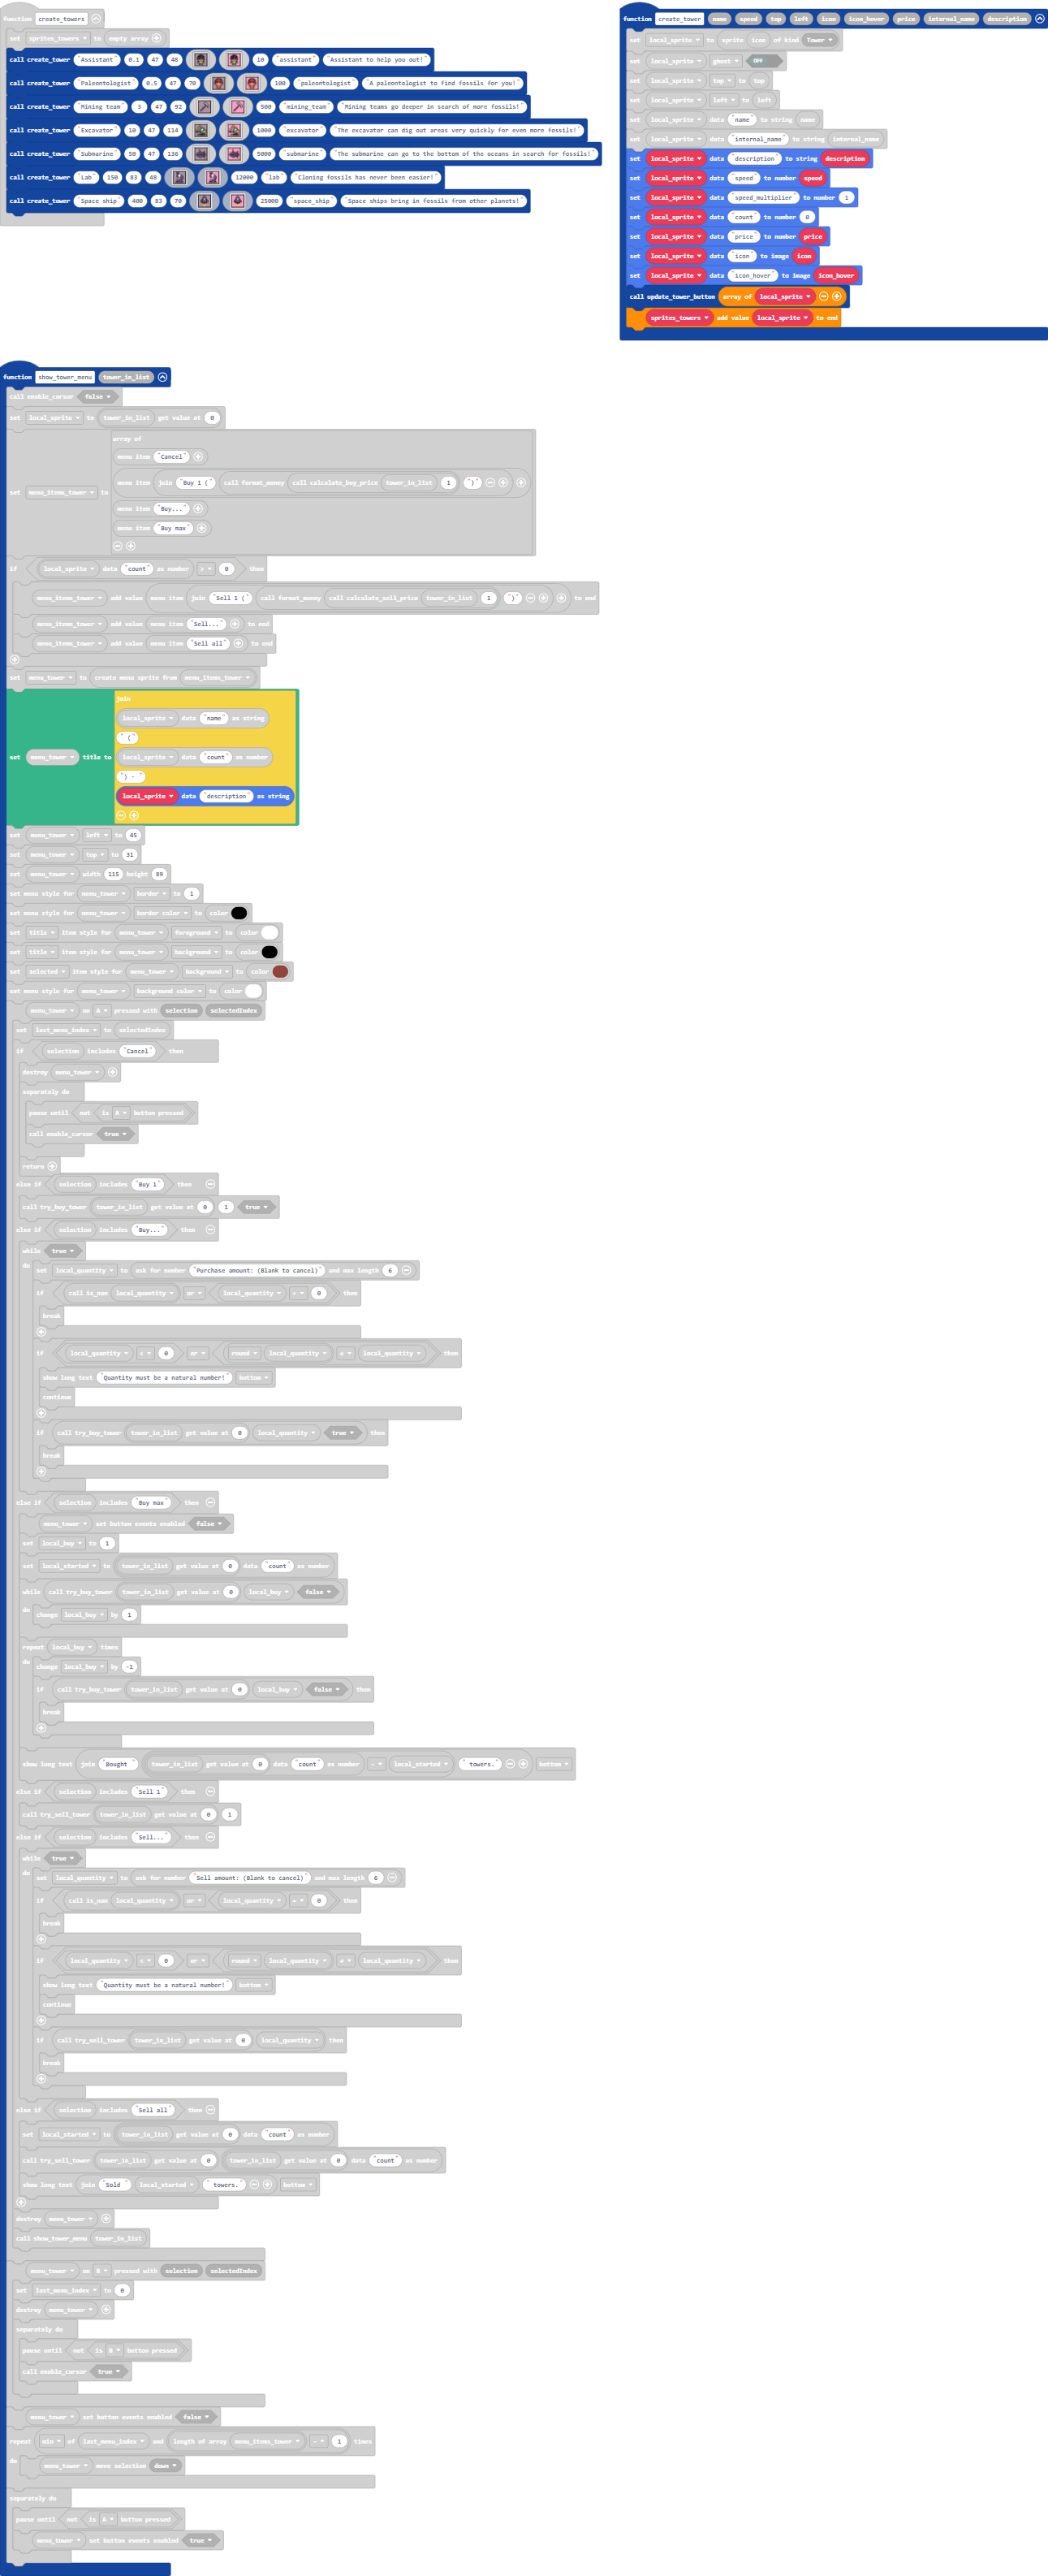 function create_towers
set sprites_towers to empty array
call create_tower "Assistant" 0.1 47 48 10 "assistant" "Assistant to help you out!"
call create_tower "Paleontologist" 0.5 47 70 100 "paleontologist" "A paleontologist to find fossils for you!"
call create_tower "Mining team" 3 47 92 500 "mining_team" "Mining teams go deeper in search of more fossils!"
call create_tower "Excavator" 10 47 114 1000 "excavator" "The excavator can dig out areas very quickly for even more fossils!"
call create_tower "Submarine" 50 47 136 5000 "submarine" "The submarine can go to the bottom of the oceans in search for fossils!"
call create_tower "Lab" 150 83 48 12000 "lab" "Cloning fossils has never been easier!"
call create_tower "Space ship" 400 83 70 25000 "space_ship" "Space ships bring in fossils from other planets!"
function create_tower name speed top left icon icon_hover price internal_name description
set local_sprite to sprite icon of kind Tower
set local_sprite ghost OFF
set local_sprite top to top
set local_sprite left to left
set local_sprite data "name" to string name
set local_sprite data "internal_name" to string internal_name
set local_sprite data "description" to string description
set local_sprite data "speed" to number speed
set local_sprite data "speed_multiplier" to number 1
set local_sprite data "count" to number 0
set local_sprite data "price" to number price
set local_sprite data "icon" to image icon
set local_sprite data "icon_hover" to image icon_hover
call update_tower_button array of local_sprite
sprites_towers add value local_sprite to end
function show_tower_menu tower_in_list
call enable_cursor false
set local_sprite to tower_in_list get value at 0
set menu_items_tower to array of
menu item "Cancel"
menu item join "Buy 1 (" call format_money call calculate_buy_price tower_in_list 1 ")"
menu item "Buy..."
menu item "Buy max"
if local_sprite data "count" as number > 0 then
menu_items_tower add value menu item join "Sell 1 (" call format_money call calculate_sell_price tower_in_list 1 ")" to end
menu_items_tower add value menu item "Sell..." to end
menu_items_tower add value menu item "Sell all" to end
set menu_tower to create menu sprite from menu_items_tower
set menu_tower title to join
local_sprite data "name" as string
" ("
local_sprite data "count" as number
") - "
local_sprite data "description" as string
set menu_tower left to 45
set menu_tower top to 31
set menu_tower width 115 height 89
set menu style for menu_tower border to 1
set menu style for menu_tower border color to color
set title item style for menu_tower foreground to color
set title item style for menu_tower background to color
set selected item style for menu_tower background to color
set menu style for menu_tower background color to color
menu_tower on A pressed with selection selectedIndex
set last_menu_index to selectedIndex
if selection includes "Cancel" then
destroy menu_tower
separately do
pause until not is A button pressed
call enable_cursor true
return
else if selection includes "Buy 1" then
call try_buy_tower tower_in_list get value at 0 1 true
else if selection includes "Buy..." then
while true
do set local_quantity to ask for number "Purchase amount: (Blank to cancel)" and max length 6
if call is_nan local_quantity or local_quantity = 0 then
break
if local_quantity < 0 or round local_quantity ≠ local_quantity then
show long text "Quantity must be a natural number!" bottom
continue
if call try_buy_tower tower_in_list get value at 0 local_quantity true then
break
else if selection includes "Buy max" then
menu_tower set button events enabled false
set local_buy to 1
set local_started to tower_in_list get value at 0 data "count" as number
while call try_buy_tower tower_in_list get value at 0 local_buy false
do change local_buy by 1
repeat local_buy times
do change local_buy by -1
if call try_buy_tower tower_in_list get value at 0 local_buy false then
break
show long text join "Bought " tower_in_list get value at 0 data "count" as number - local_started " towers." bottom
else if selection includes "Sell 1" then
call try_sell_tower tower_in_list get value at 0 1
else if selection includes "Sell..." then
while true
do set local_quantity to ask for number "Sell amount: (Blank to cancel)" and max length 6
if call is_nan local_quantity or local_quantity = 0 then
break
if local_quantity < 0 or round local_quantity ≠ local_quantity then
show long text "Quantity must be a natural number!" bottom
continue
if call try_sell_tower tower_in_list get value at 0 local_quantity then
break
else if selection includes "Sell all" then
set local_started to tower_in_list get value at 0 data "count" as number
call try_sell_tower tower_in_list get value at 0 tower_in_list get value at 0 data "count" as number
show long text join "Sold " local_started " towers." bottom
destroy menu_tower
call show_tower_menu tower_in_list
menu_tower on B pressed with selection selectedIndex
set last_menu_index to 0
destroy menu_tower
separately do
pause until not is B button pressed
call enable_cursor true
menu_tower set button events enabled false
repeat min of last_menu_index and length of array menu_items_tower - 1 times
do menu_tower move selection down
separately do
pause until not is A button pressed
menu_tower set button events enabled true